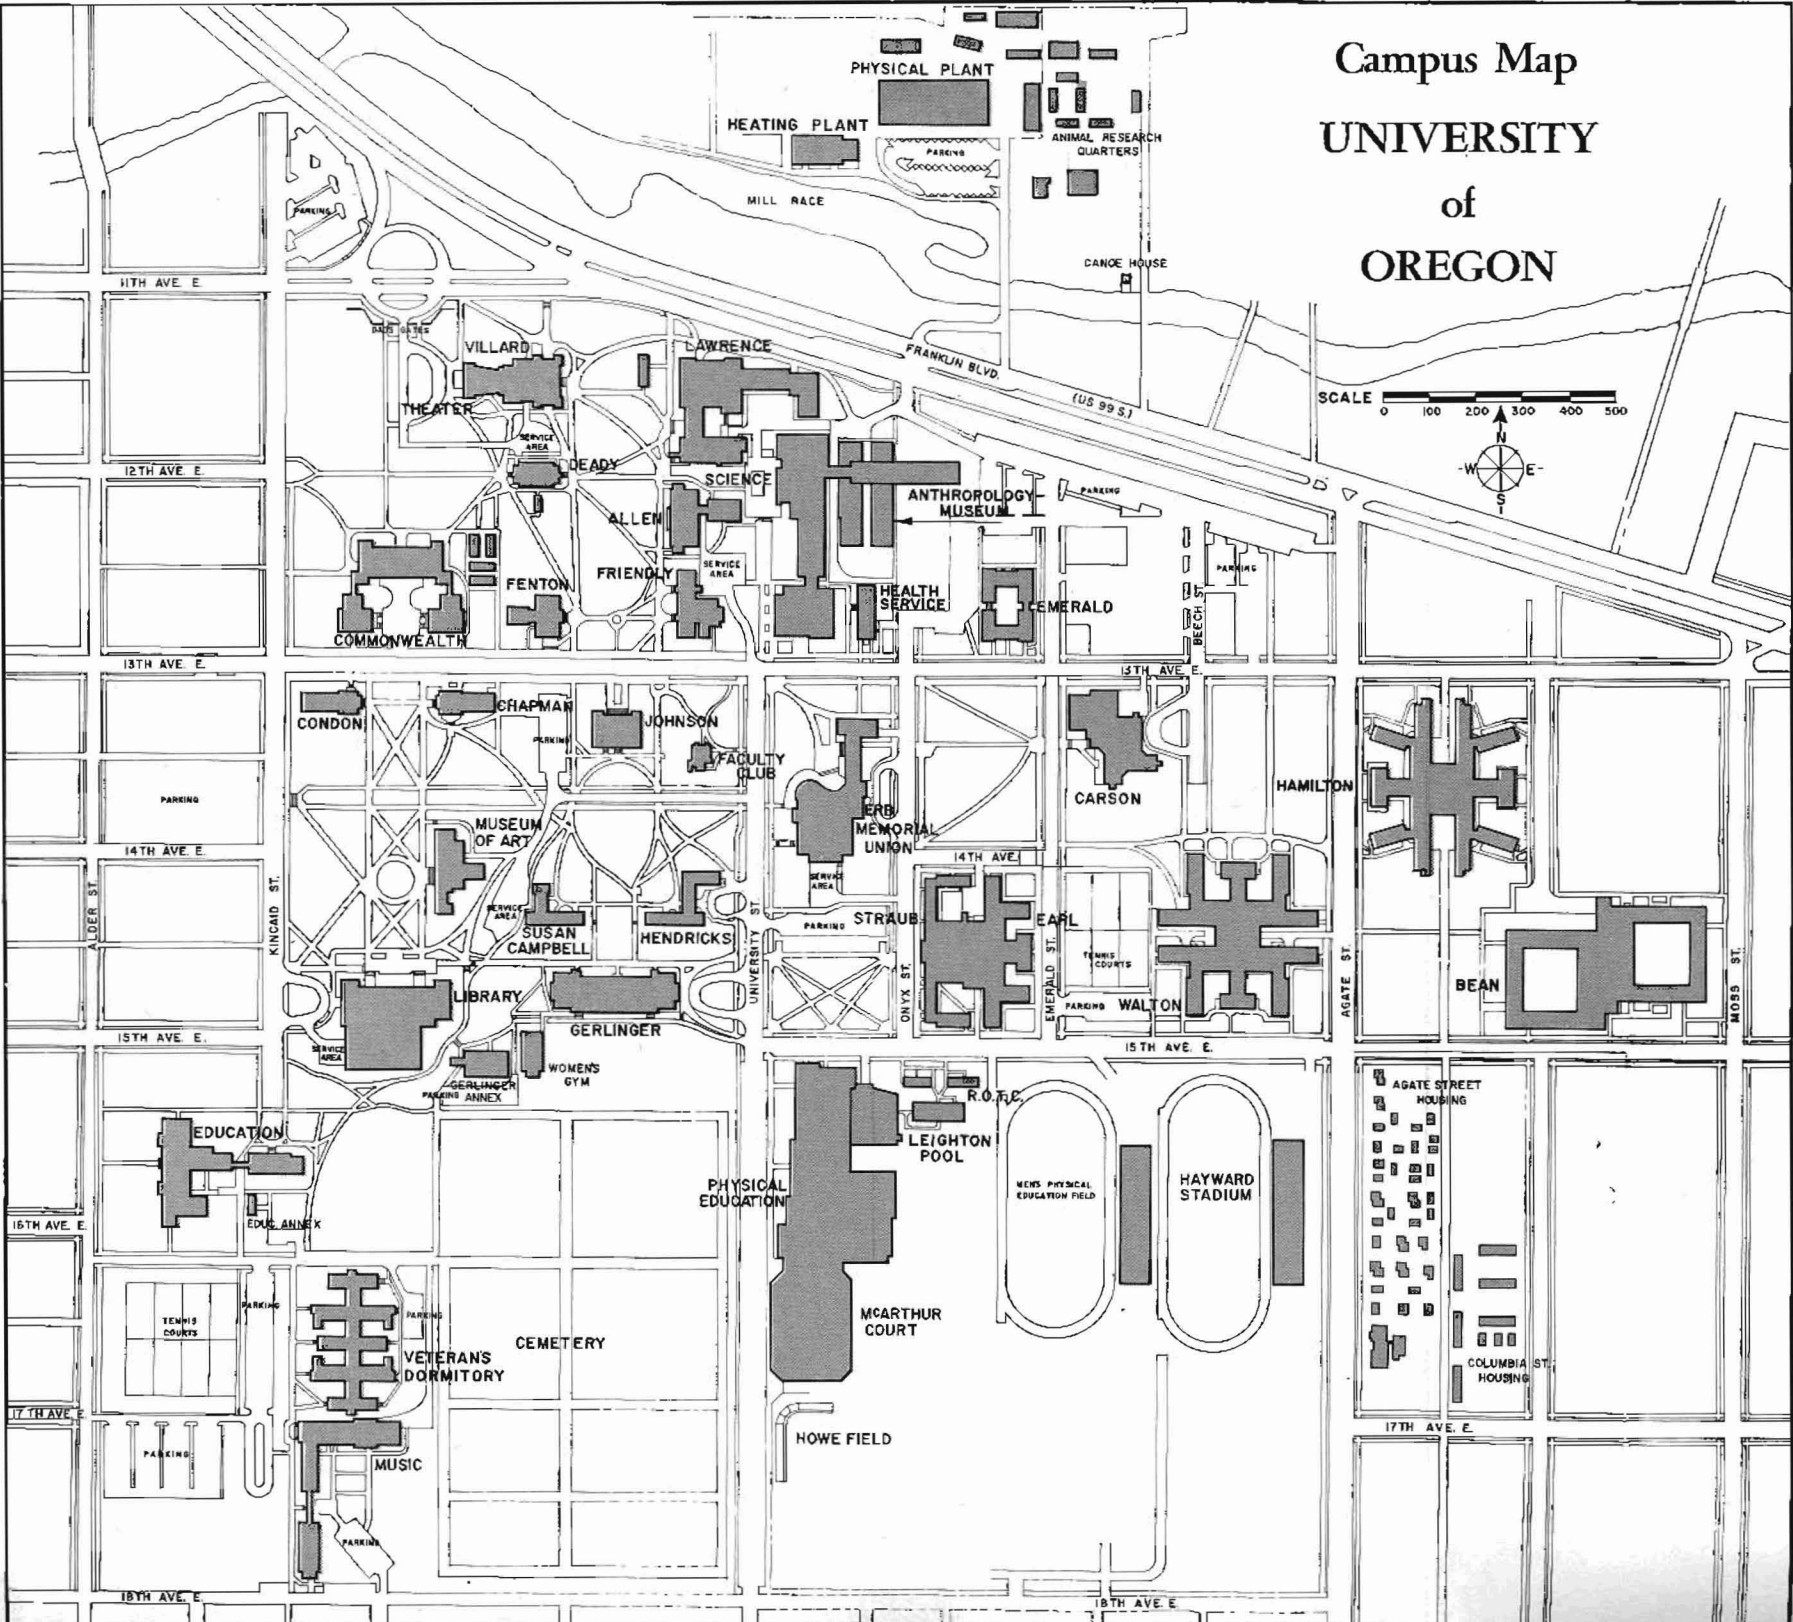 Campus Map
UNIVERSITY
of
OREGON
PHYSICAL PLANT
HEATING PLANT
PARKING
ANIMAL RESEARCH
QUARTERS
MILL RACE
PARKING
CANOE HOUSE
11TH AVE. E.
DADS GATES
VILLARD
LAWRENCE
FRANKLIN BLVD.
(US 99 S.)
SCALE
0 100 200 300 400 500
N
W E
S
THEATER
SERVICE
AREA
12TH AVE. E.
DEADY
SCIENCE
ANTHROPOLOGY
MUSEUM
PARKING
ALLEN
SERVICE
AREA
PARKING
FRIENDLY
FENTON
HEALTH
SERVICE
EMERALD
BEECH ST.
COMMONWEALTH
13TH AVE. E.
13TH AVE. E.
CONDON
CHAPMAN
JOHNSON
PARKING
FACULTY
CLUB
CARSON
HAMILTON
PARKING
ERB
MEMORIAL
UNION
MUSEUM
OF ART
14TH AVE. E.
14TH AVE.
SERVICE
AREA
ALDER ST.
KINCAID ST.
SERVICE
AREA
SUSAN
CAMPBELL
HENDRICKS
UNIVERSITY ST.
PARKING
STRAUB
EARL
ONYX ST.
EMERALD ST.
TENNIS
COURTS
PARKING
WALTON
AGATE ST.
BEAN
MOSS ST.
LIBRARY
GERLINGER
15TH AVE. E.
15TH AVE. E.
SERVICE
AREA
WOMEN'S
GYM
GERLINGER
ANNEX
PARKING
R.O.T.C.
LEIGHTON
POOL
AGATE STREET
HOUSING
EDUCATION
PHYSICAL
EDUCATION
MEN'S PHYSICAL
EDUCATION FIELD
HAYWARD
STADIUM
16TH AVE. E.
EDUC. ANNEX
PARKING
TENNIS
COURTS
PARKING
CEMETERY
MCARTHUR
COURT
VETERAN'S
DORMITORY
COLUMBIA ST.
HOUSING
17TH AVE. E.
17TH AVE. E.
HOWE FIELD
PARKING
MUSIC
PARKING
18TH AVE. E.
18TH AVE. E.